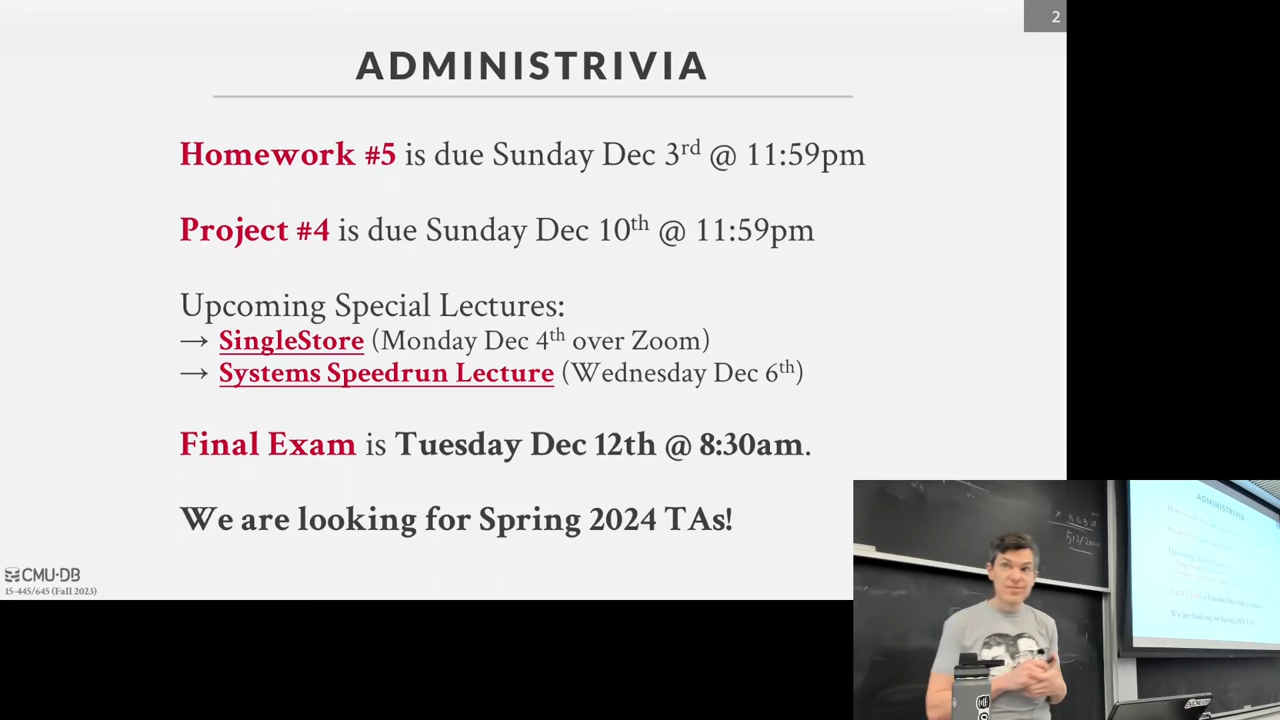 2
ADMINISTRIVIA
Homework #5 is due Sunday Dec 3rd @ 11:59pm
Project #4 is due Sunday Dec 10th @ 11:59pm
Upcoming Special Lectures:
→ SingleStore (Monday Dec 4th over Zoom)
→ Systems Speedrun Lecture (Wednesday Dec 6th)
Final Exam is Tuesday Dec 12th @ 8:30am.
We are looking for Spring 2024 TAs!
CMU·DB
15-445/645 (Fall 2023)
ADMINISTRIVIA